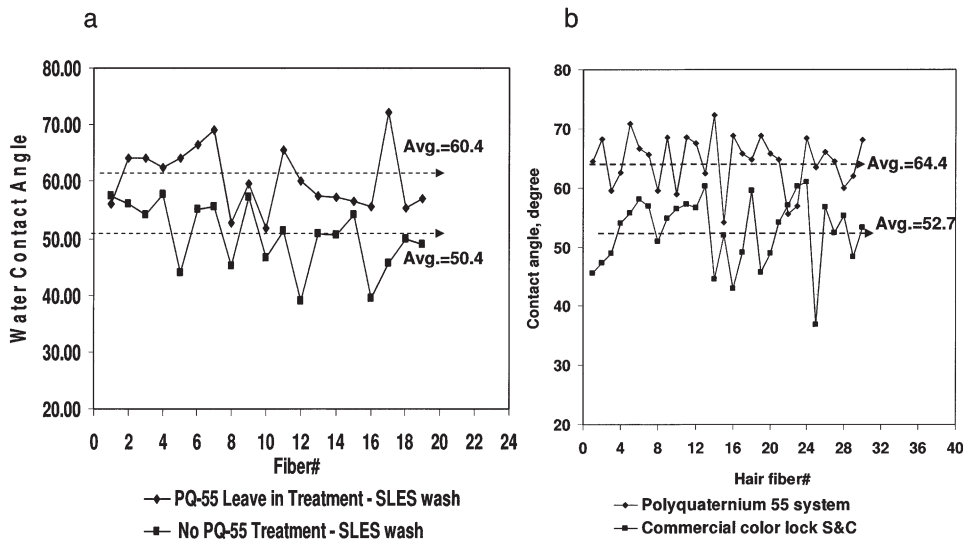 a
80.00
70.00
60.00
50.00
40.00
30.00
20.00
Water Contact Angle
Avg.=60.4
Avg.=50.4
0 2 4 6 8 10 12 14 16 18 20 22 24
Fiber#
PQ-55 Leave in Treatment - SLES wash
No PQ-55 Treatment - SLES wash
b
80
70
60
50
40
30
20
Contact angle, degree
Avg.=64.4
Avg.=52.7
0 4 8 12 16 20 24 28 32 36 40
Hair fiber#
Polyquaternium 55 system
Commercial color lock S&C